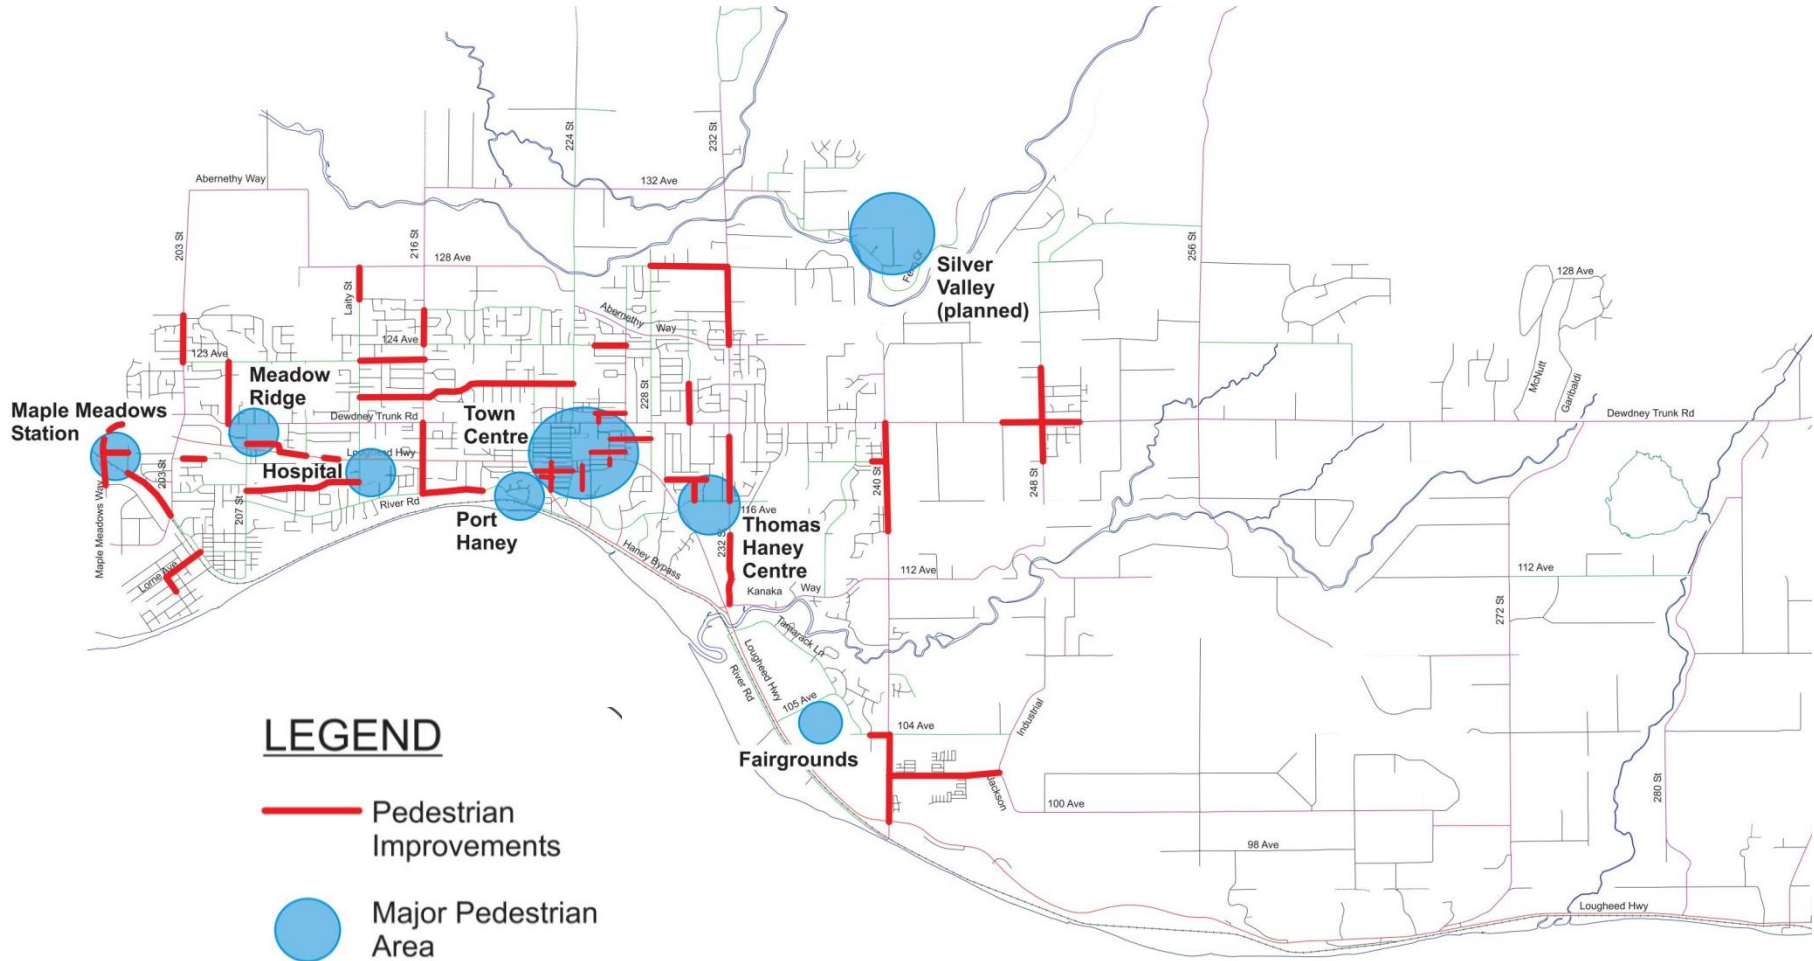 224 St
232 St
Abernethy Way
132 Ave
203 St
216 St
256 St
128 Ave
Laity St
Fern Cr
Silver
Valley
(planned)
128 Ave
Abernethy
Way
124 Ave
123 Ave
Meadow
Ridge
McNutt
Garibaldi
228 St
Maple Meadows
Station
Dewdney Trunk Rd
Town
Centre
Dewdney Trunk Rd
Lougheed Hwy
Hospital
203 St
240 St
248 St
207 St
River Rd
Port
Haney
116 Ave
Thomas
Haney
Centre
232 St
Maple Meadows Way
Haney Bypass
Lorne Ave
112 Ave
112 Ave
Kanaka
Way
272 St
Tamarack Ln
Lougheed Hwy
River Rd
105 Ave
104 Ave
Industrial
Fairgrounds
Jackson
100 Ave
280 St
98 Ave
Lougheed Hwy
LEGEND
Pedestrian
Improvements
Major Pedestrian
Area